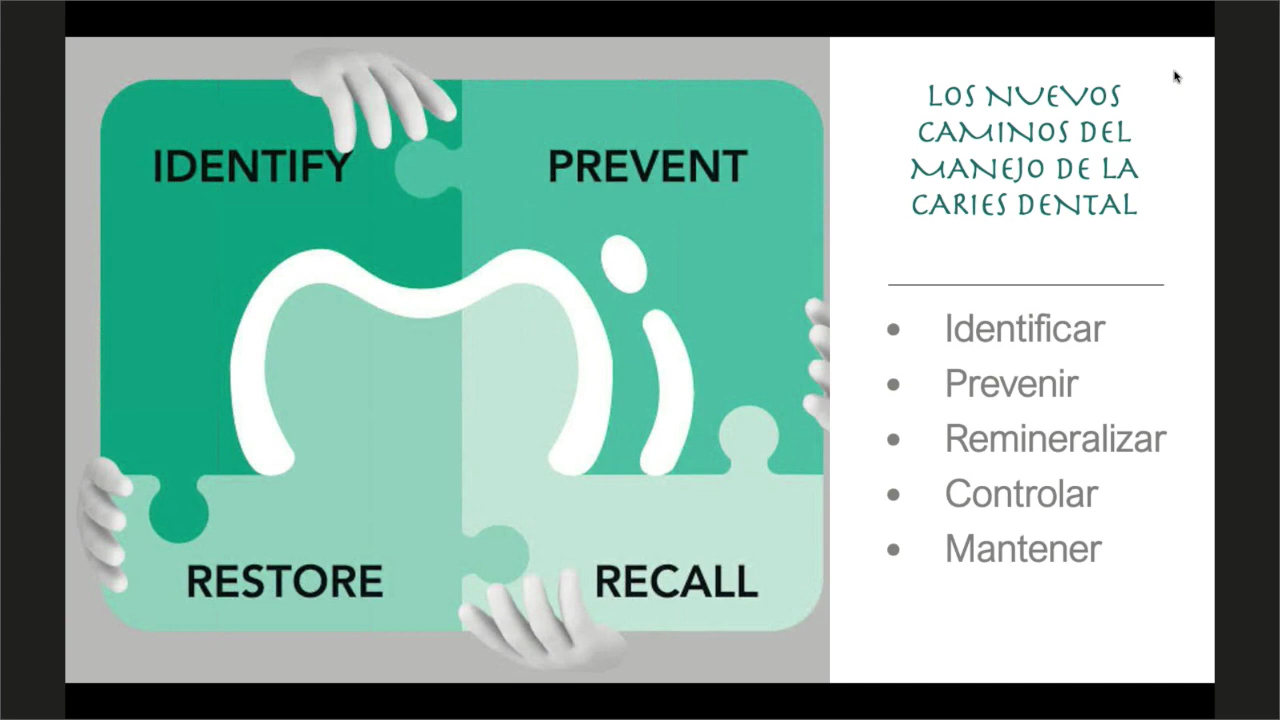 IDENTIFY
PREVENT
RESTORE
RECALL
LOS NUEVOS
CAMINOS DEL
MANEJO DE LA
CARIES DENTAL
• Identificar
• Prevenir
• Remineralizar
• Controlar
• Mantener